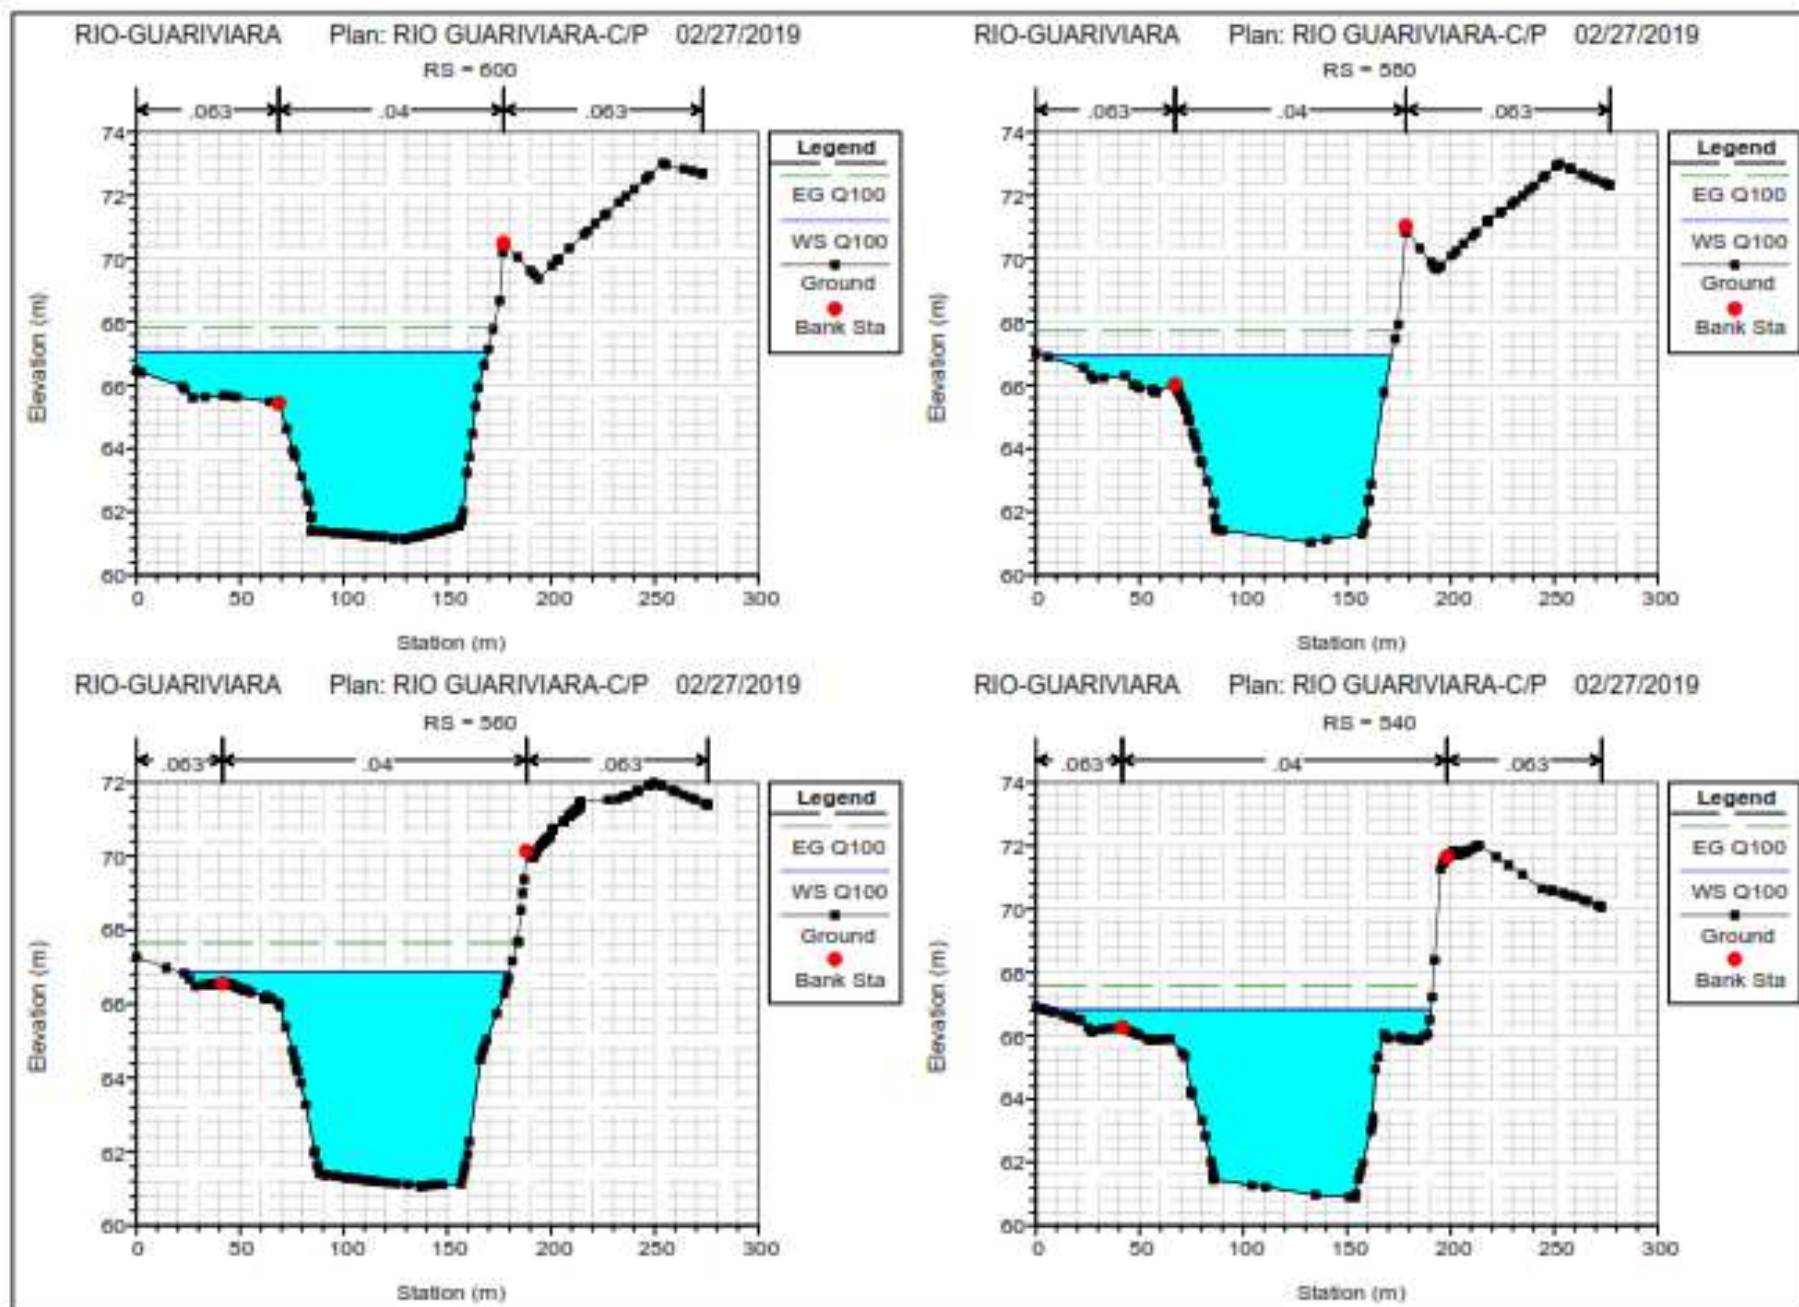 RIO-GUARIVIARA Plan: RIO GUARIVIARA-C/P 02/27/2019
RS = 600
.063 .04 .063
74
72
70
68
66
64
62
60
0 50 100 150 200 250 300
Station (m)
Elevation (m)
Legend
EG Q100
WS Q100
Ground
Bank Sta
RIO-GUARIVIARA Plan: RIO GUARIVIARA-C/P 02/27/2019
RS = 580
.063 .04 .063
74
72
70
68
66
64
62
60
0 50 100 150 200 250 300
Station (m)
Elevation (m)
Legend
EG Q100
WS Q100
Ground
Bank Sta
RIO-GUARIVIARA Plan: RIO GUARIVIARA-C/P 02/27/2019
RS = 560
.063 .04 .063
72
70
68
66
64
62
60
0 50 100 150 200 250 300
Station (m)
Elevation (m)
Legend
EG Q100
WS Q100
Ground
Bank Sta
RIO-GUARIVIARA Plan: RIO GUARIVIARA-C/P 02/27/2019
RS = 540
.063 .04 .063
74
72
70
68
66
64
62
60
0 50 100 150 200 250 300
Station (m)
Elevation (m)
Legend
EG Q100
WS Q100
Ground
Bank Sta